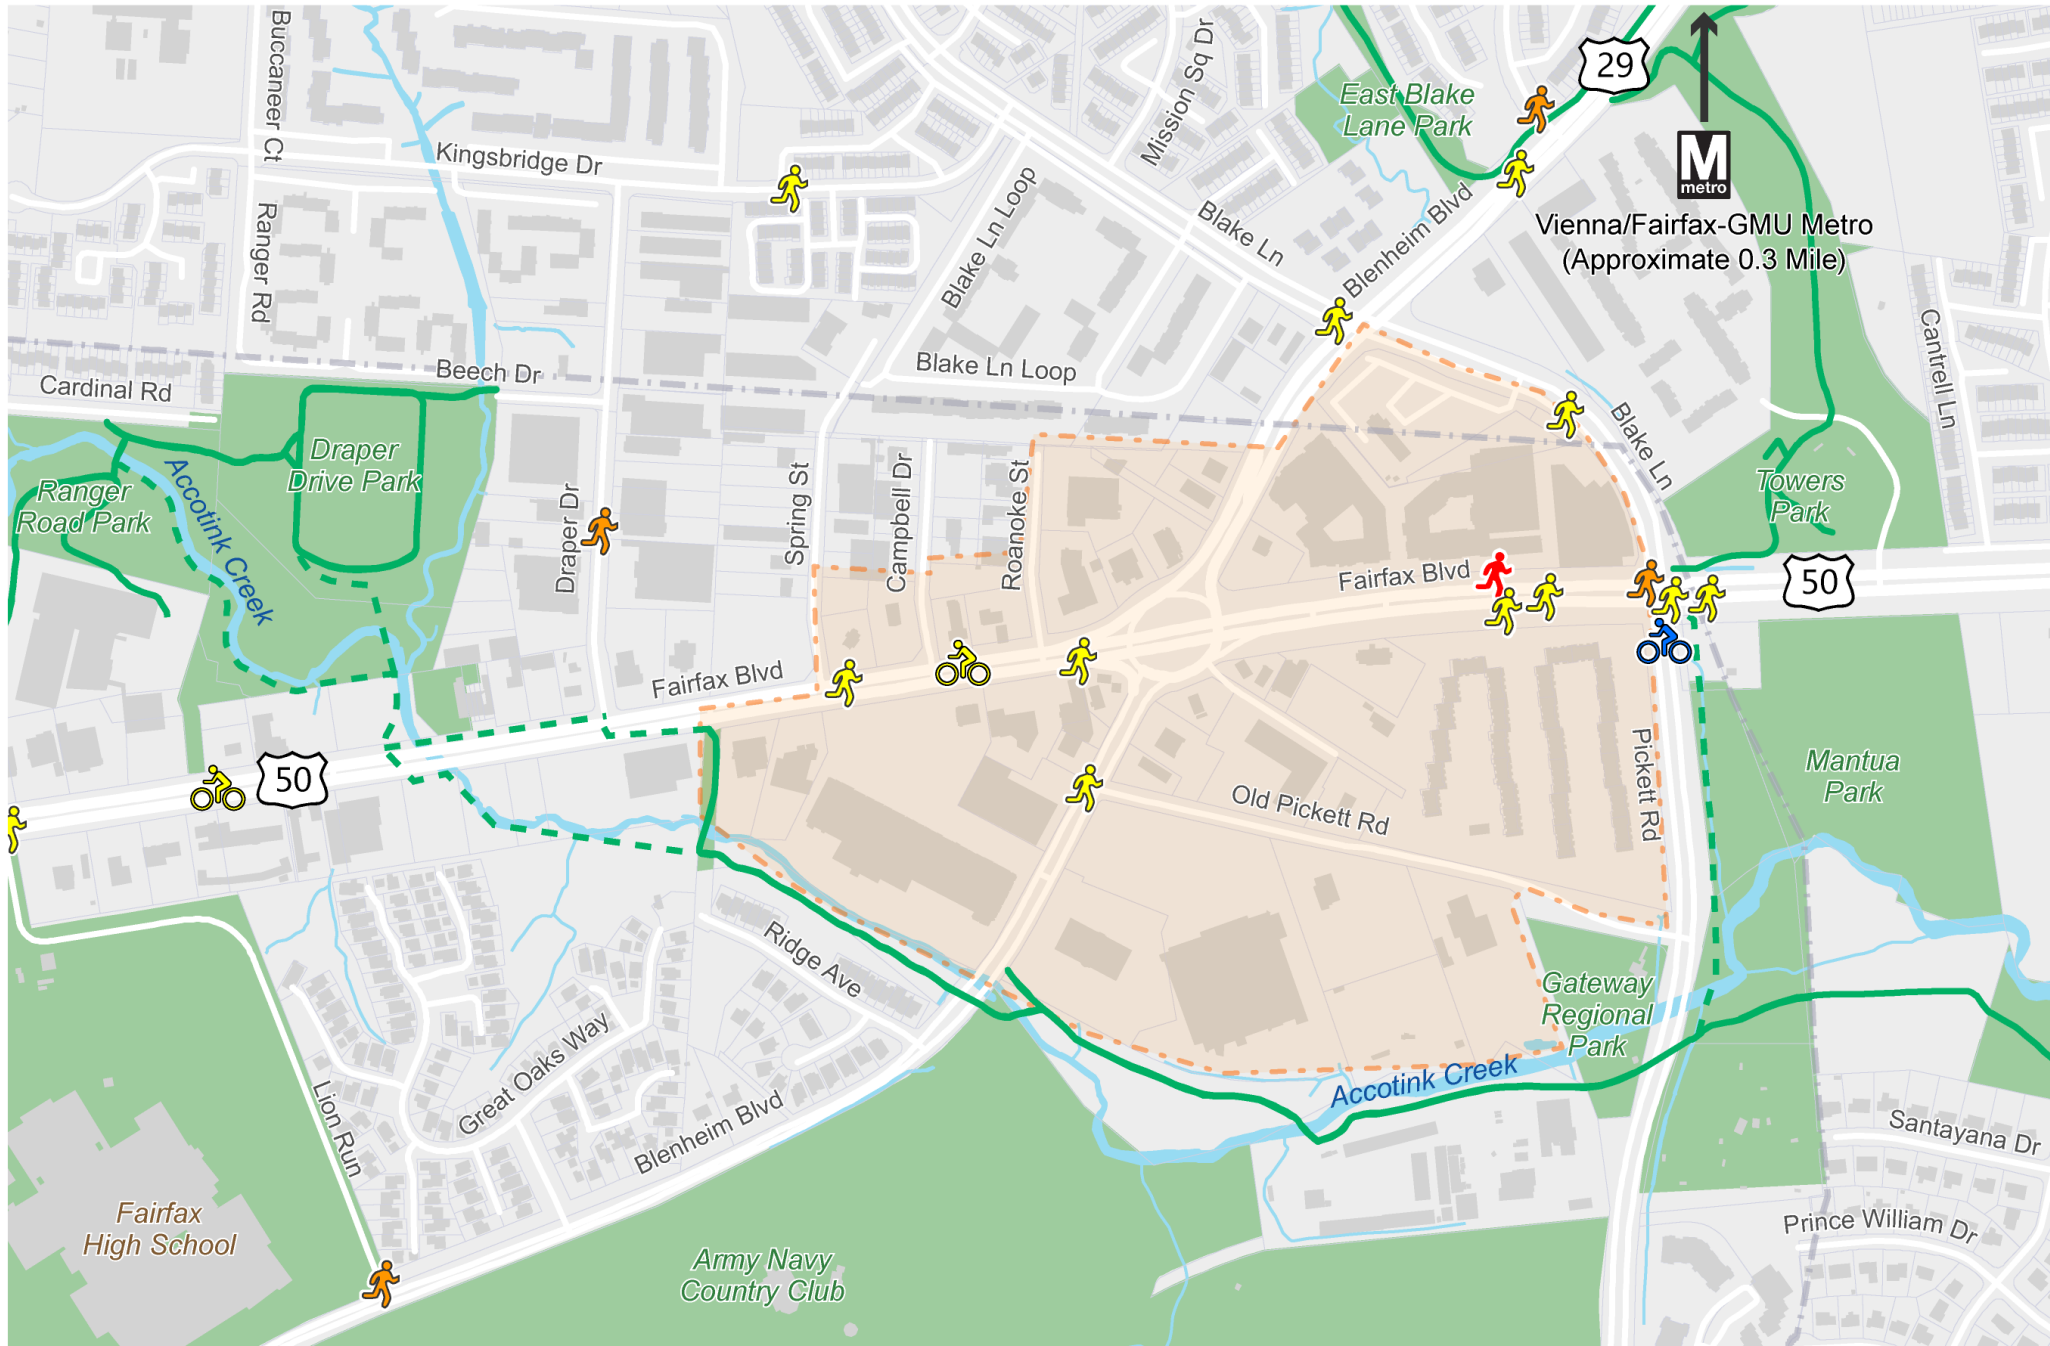 Buccaneer Ct
Kingsbridge Dr
Ranger Rd
Mission Sq Dr
East Blake
Lane Park
29
M
metro
Vienna/Fairfax-GMU Metro
(Approximate 0.3 Mile)
Blake Ln Loop
Blake Ln
Blenheim Blvd
Cantrell Ln
Cardinal Rd
Beech Dr
Blake Ln Loop
Blake Ln
Draper
Drive Park
Ranger
Road Park
Accotink Creek
Draper Dr
Spring St
Campbell Dr
Roanoke St
Towers
Park
Fairfax Blvd
50
Fairfax Blvd
50
Pickett Rd
Mantua
Park
Old Pickett Rd
Ridge Ave
Gateway
Regional
Park
Great Oaks Way
Lion Run
Blenheim Blvd
Accotink Creek
Santayana Dr
Fairfax
High School
Prince William Dr
Army Navy
Country Club